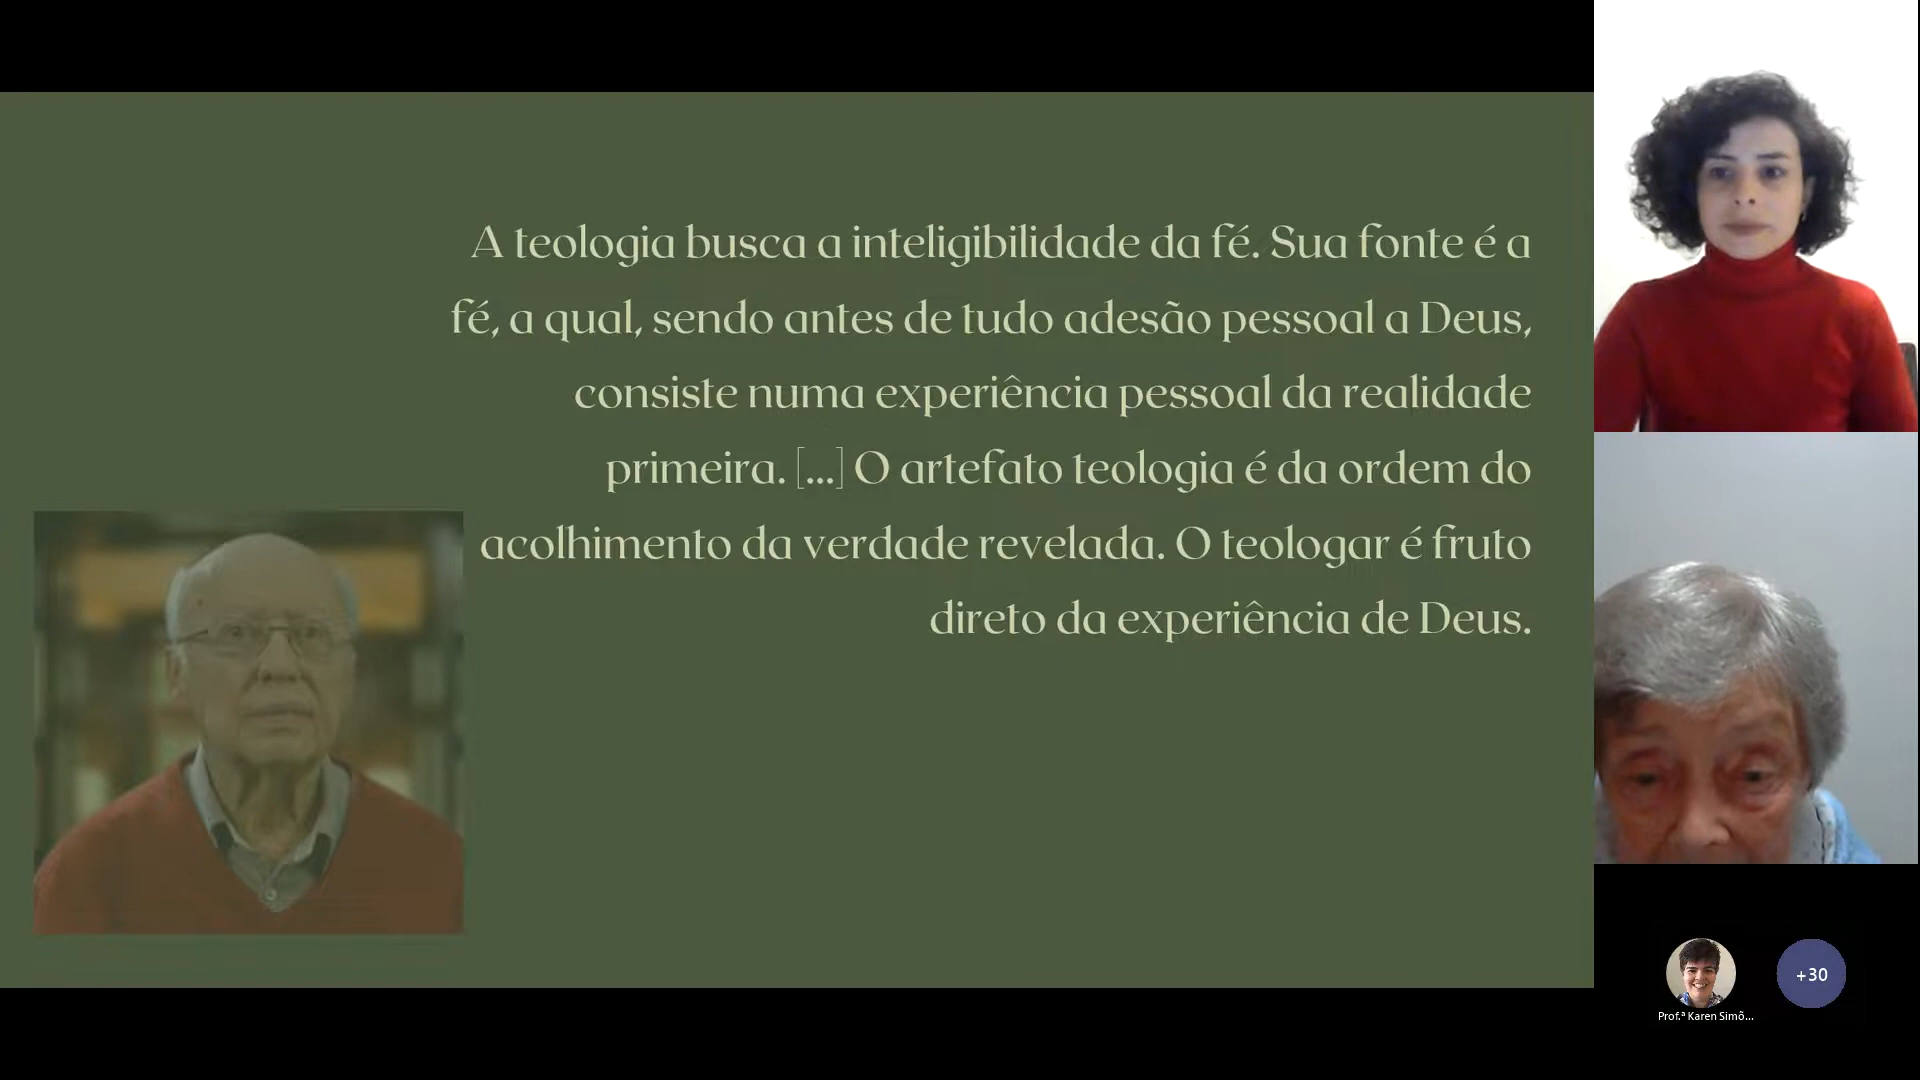 A teologia busca a inteligibilidade da fé. Sua fonte é a
fé, a qual, sendo antes de tudo adesão pessoal a Deus,
consiste numa experiência pessoal da realidade
primeira. [...] O artefato teologia é da ordem do
acolhimento da verdade revelada. O teologar é fruto
direto da experiência de Deus.
+30
Prof.ª Karen Simõ...